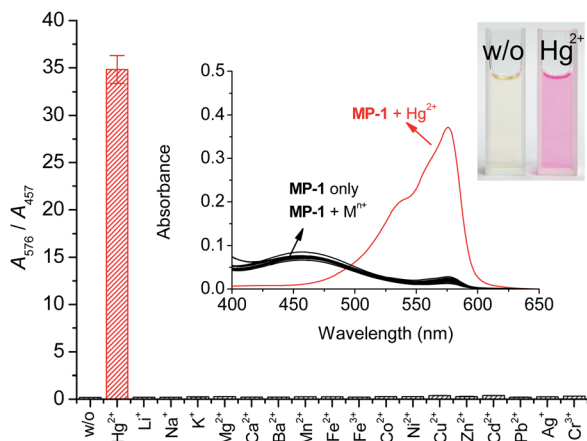 w/o Hg²⁺
MP-1 + Hg²⁺
MP-1 only
MP-1 + Mⁿ⁺
0.5
0.4
0.3
0.2
0.1
0.0
Absorbance
400 450 500 550 600 650
Wavelength (nm)
40
35
30
25
20
15
10
5
0
A₅₇₆ / A₄₅₇
w/o
Hg²⁺
Li⁺
Na⁺
K⁺
Mg²⁺
Ca²⁺
Ba²⁺
Mn²⁺
Fe²⁺
Fe³⁺
Co²⁺
Ni²⁺
Cu²⁺
Zn²⁺
Cd²⁺
Pb²⁺
Ag⁺
Cr³⁺